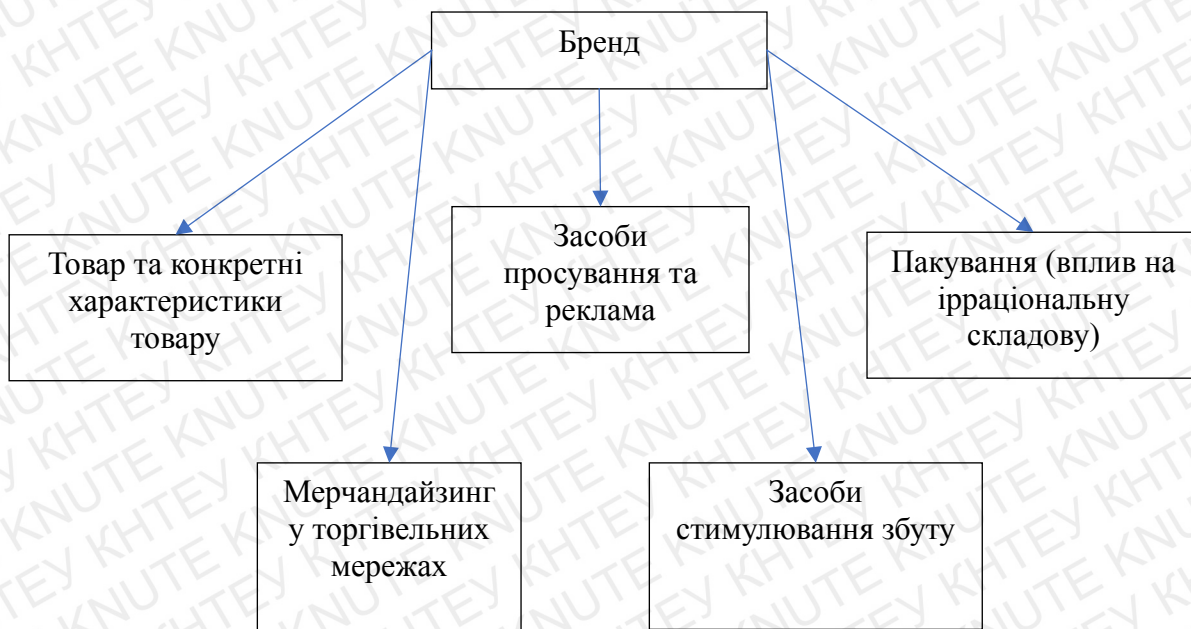 Бренд
Товар та конкретні
характеристики
товару
Засоби
просування та
реклама
Пакування (вплив на
ірраціональну
складову)
Мерчандайзинг
у торгівельних
мережах
Засоби
стимулювання збуту